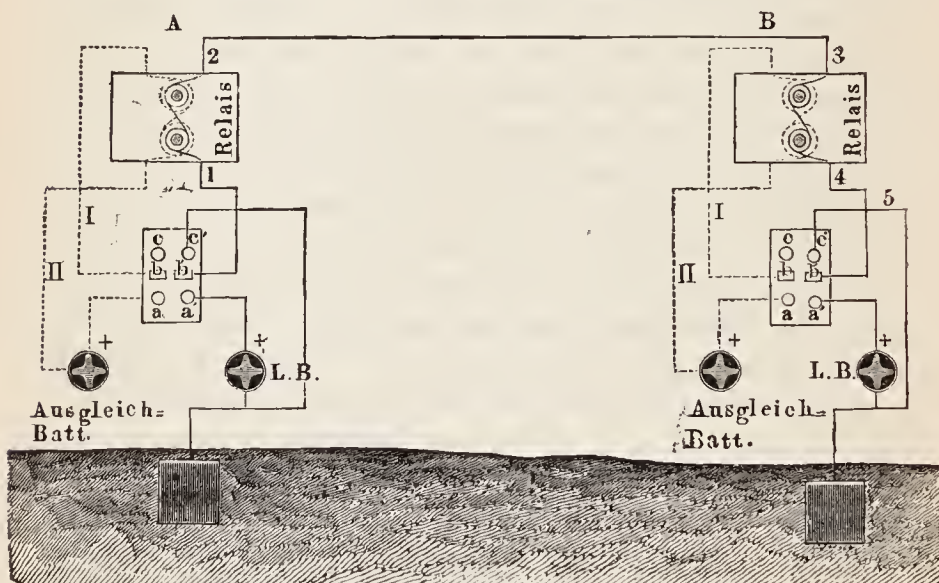 A
B
2
3
Relais
Relais
1
4
5
I
I
II
II
c c'
b b'
a a'
c c'
b b'
a a'
+
+
+
+
L.B.
L.B.
Ausgleich=
Batt.
Ausgleich=
Batt.